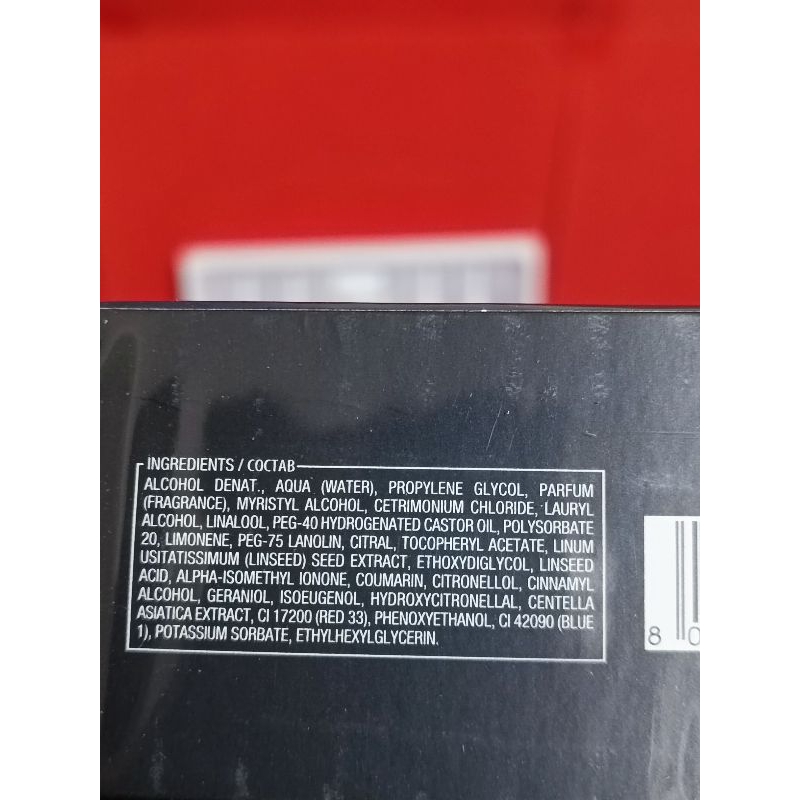 INGREDIENTS / СОСТАВ
ALCOHOL DENAT., AQUA (WATER), PROPYLENE GLYCOL, PARFUM
(FRAGRANCE), MYRISTYL ALCOHOL, CETRIMONIUM CHLORIDE, LAURYL
ALCOHOL, LINALOOL, PEG-40 HYDROGENATED CASTOR OIL, POLYSORBATE
20, LIMONENE, PEG-75 LANOLIN, CITRAL, TOCOPHERYL ACETATE, LINUM
USITATISSIMUM (LINSEED) SEED EXTRACT, ETHOXYDIGLYCOL, LINSEED
ACID, ALPHA-ISOMETHYL IONONE, COUMARIN, CITRONELLOL, CINNAMYL
ALCOHOL, GERANIOL, ISOEUGENOL, HYDROXYCITRONELLAL, CENTELLA
ASIATICA EXTRACT, CI 17200 (RED 33), PHENOXYETHANOL, CI 42090 (BLUE
1), POTASSIUM SORBATE, ETHYLHEXYLGLYCERIN.
8